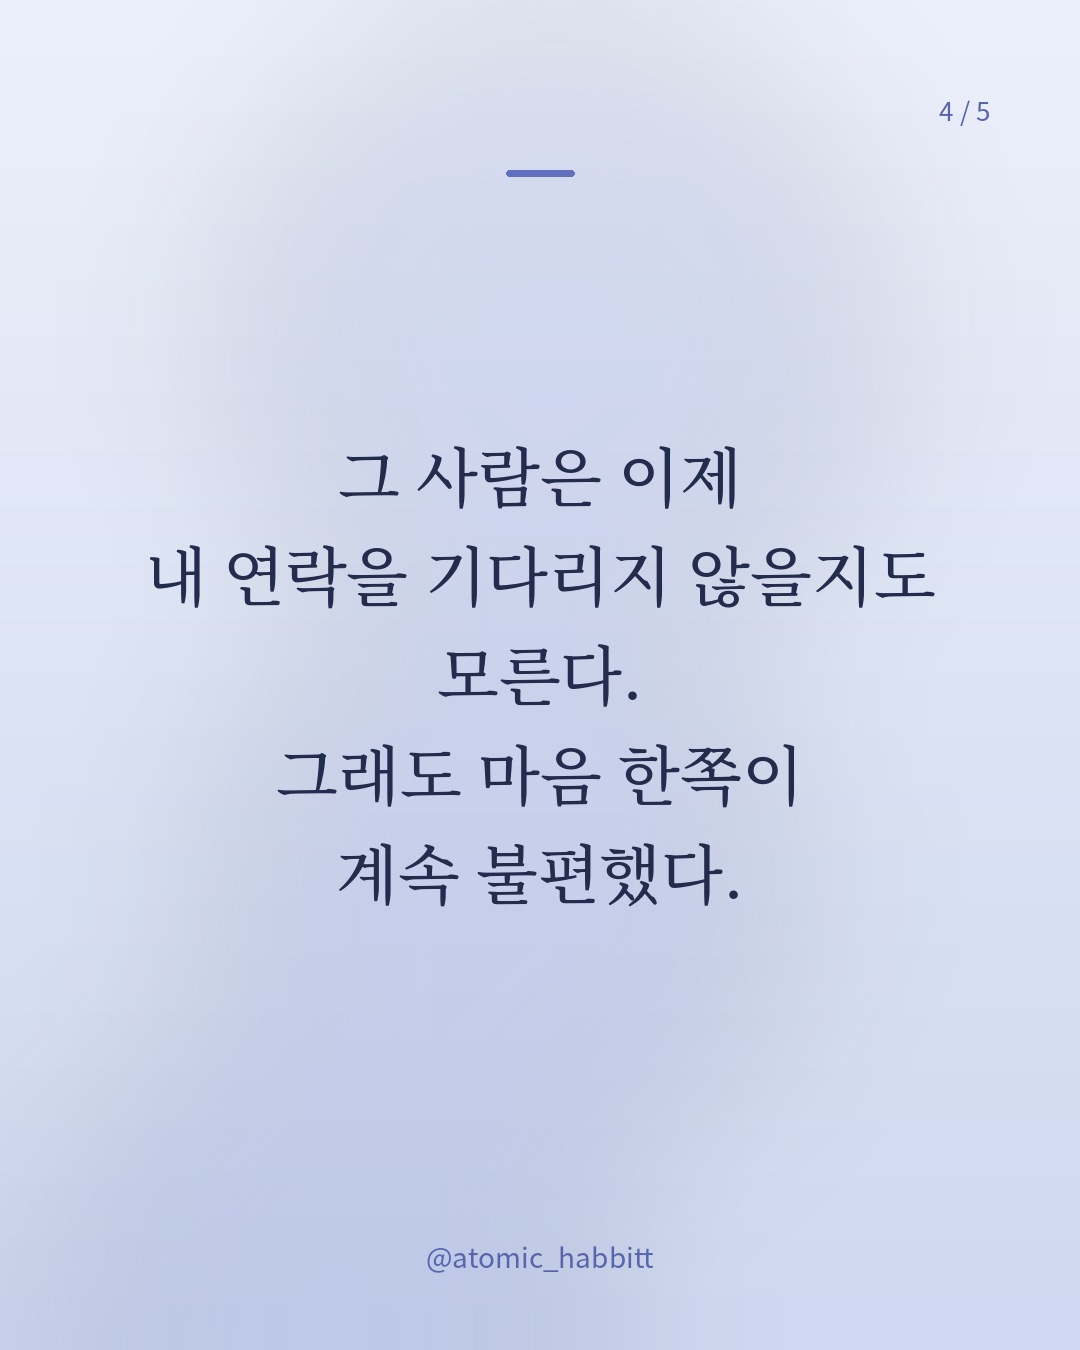 4 / 5
그 사람은 이제
내 연락을 기다리지 않을지도
모른다.
그래도 마음 한쪽이
계속 불편했다.
@atomic_habbitt